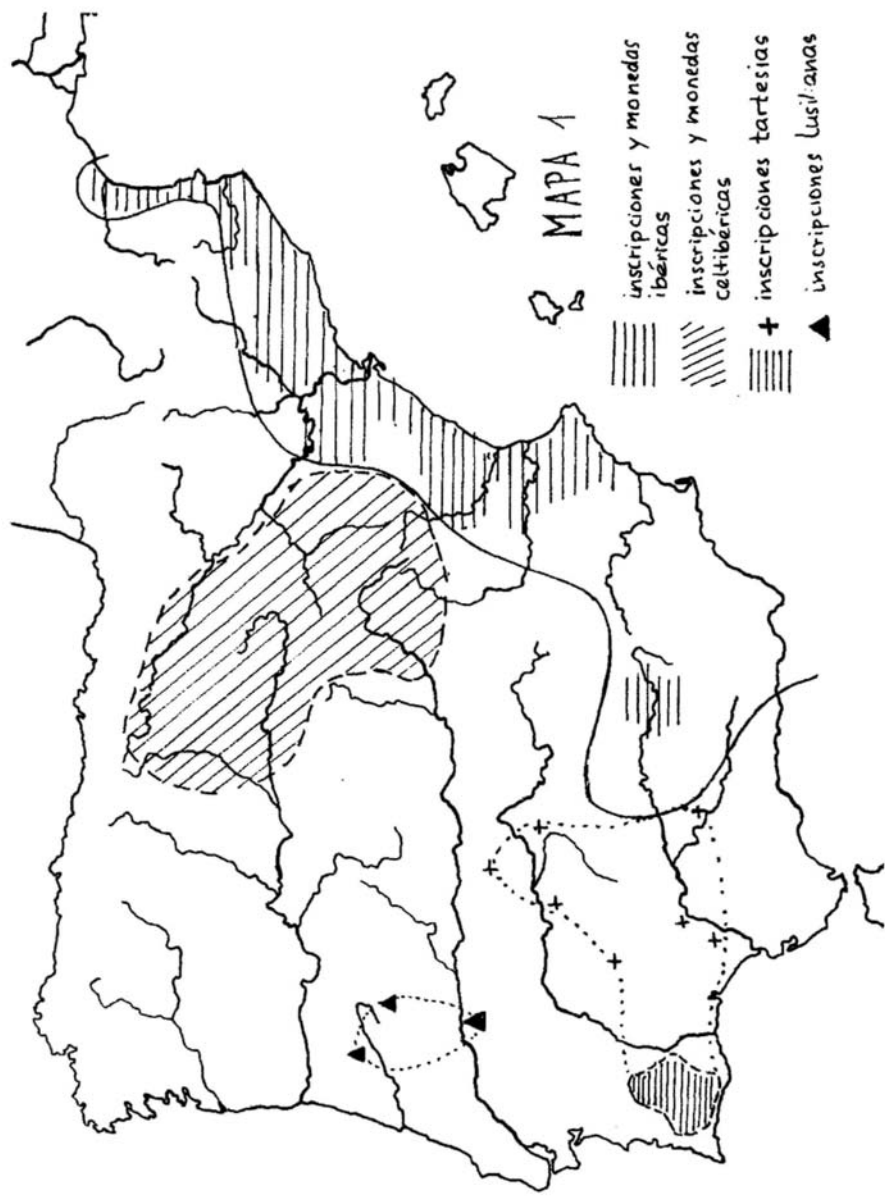 MAPA 1
inscripciones y monedas
ibéricas
inscripciones y monedas
celtibéricas
inscripciones tartesias
inscripciones Lusitanas